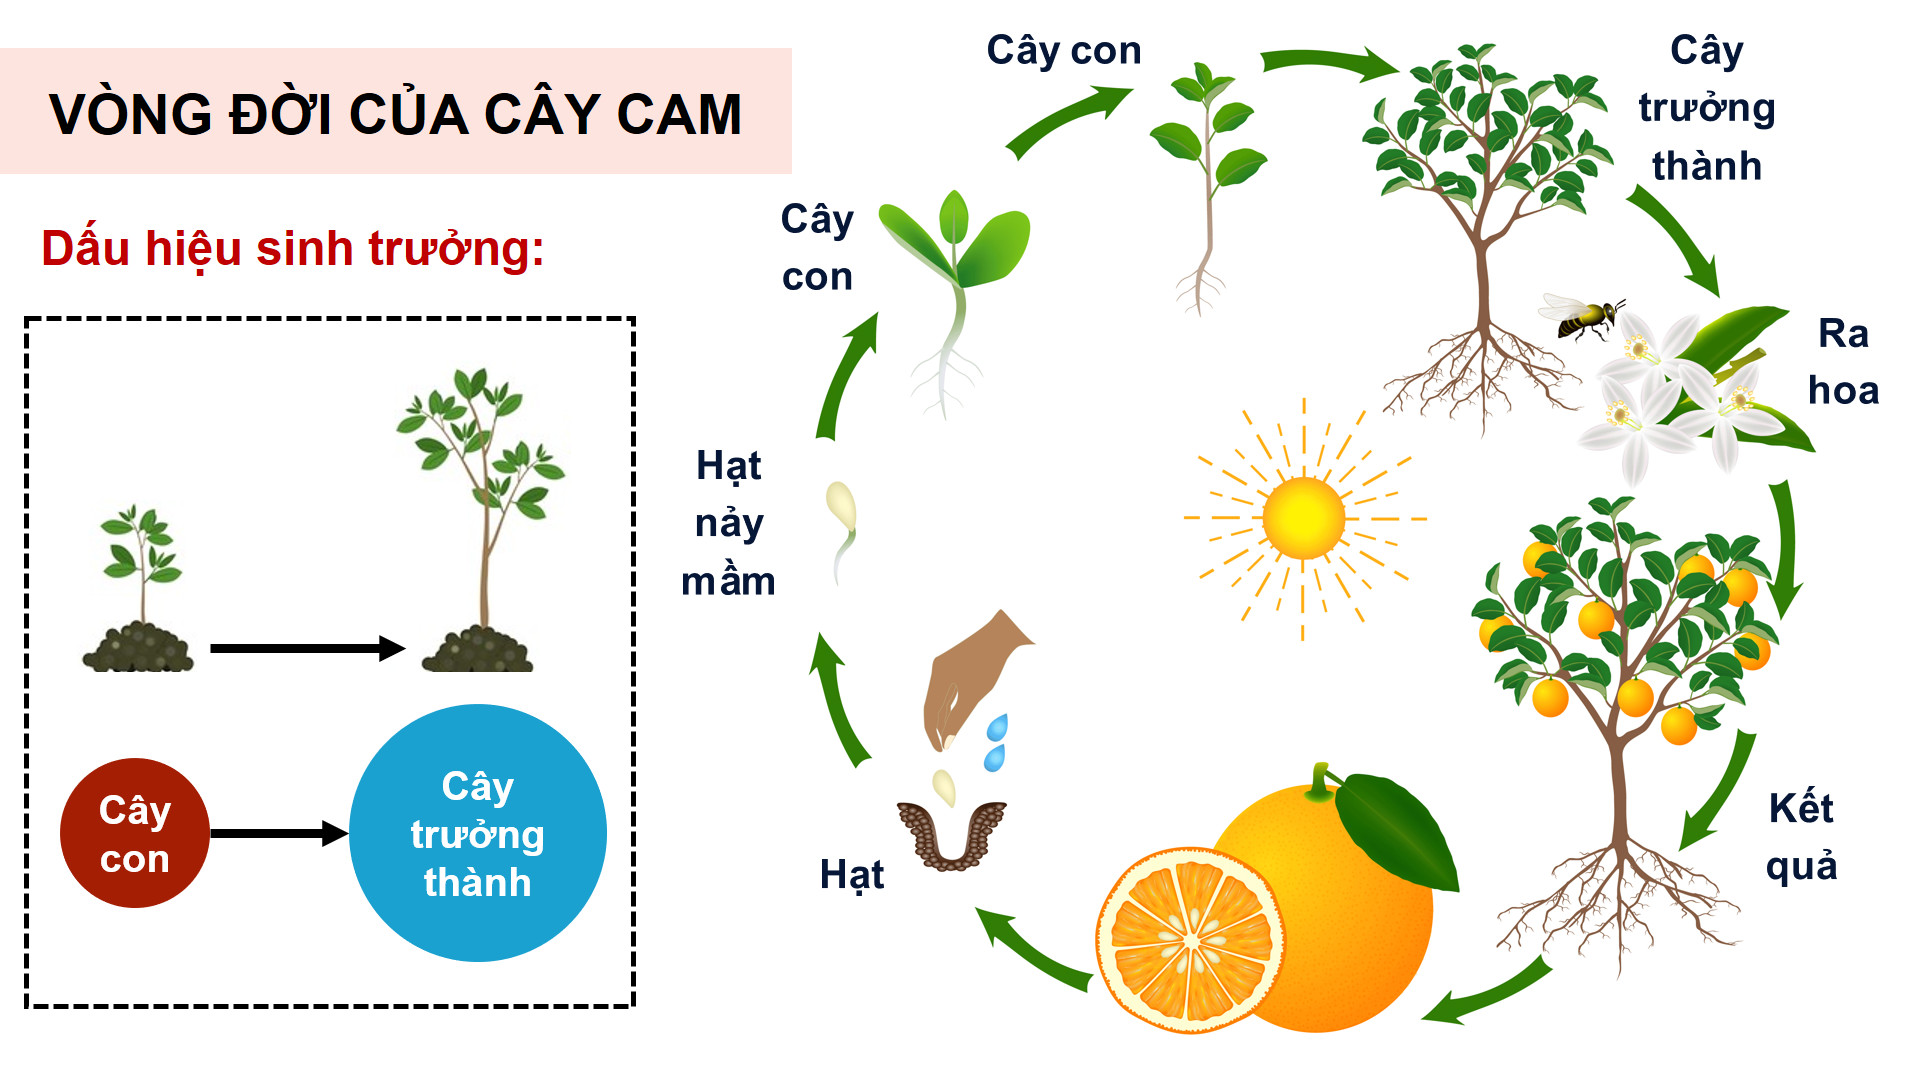 VÒNG ĐỜI CỦA CÂY CAM
Dấu hiệu sinh trưởng:
Cây
con
Cây
trưởng
thành
Hạt
Hạt
nảy
mầm
Cây
con
Cây con
Cây
trưởng
thành
Ra
hoa
Kết
quả